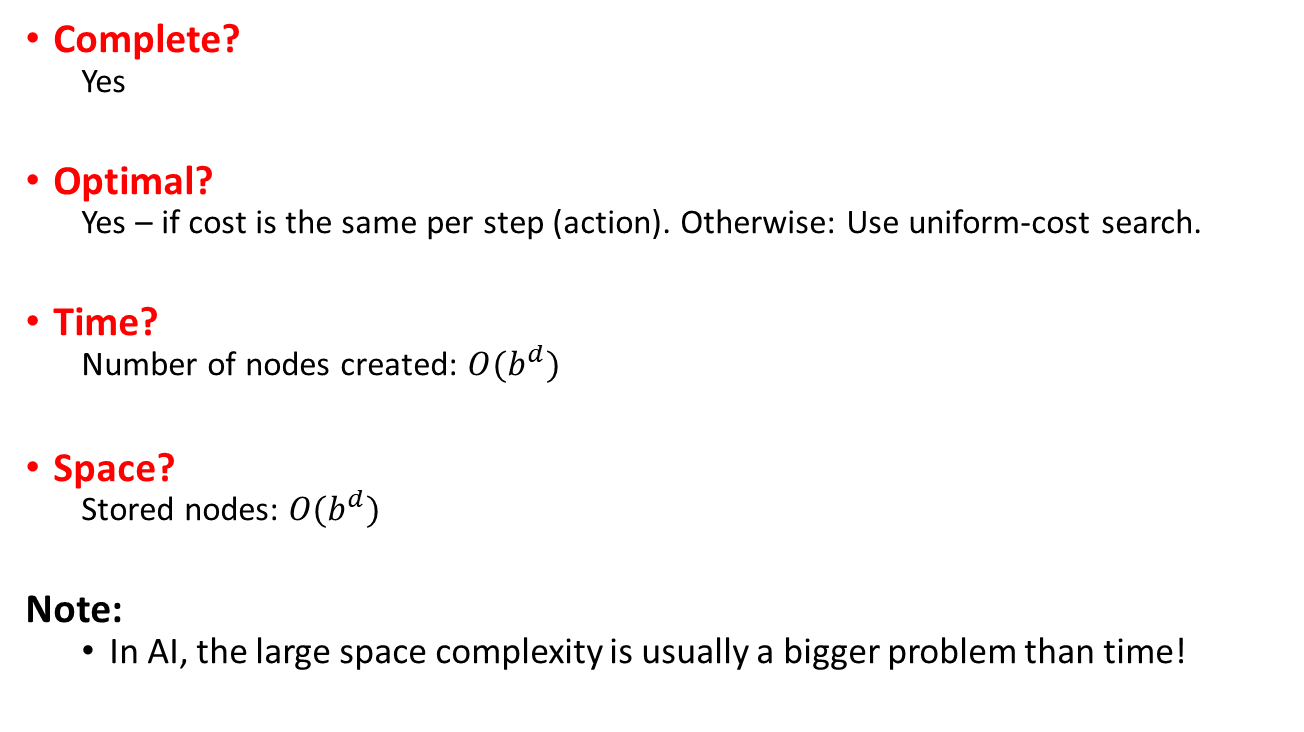 • Complete?
Yes
• Optimal?
Yes – if cost is the same per step (action). Otherwise: Use uniform-cost search.
• Time?
Number of nodes created: 𝑂(𝑏^𝑑)
• Space?
Stored nodes: 𝑂(𝑏^𝑑)
Note:
• In AI, the large space complexity is usually a bigger problem than time!